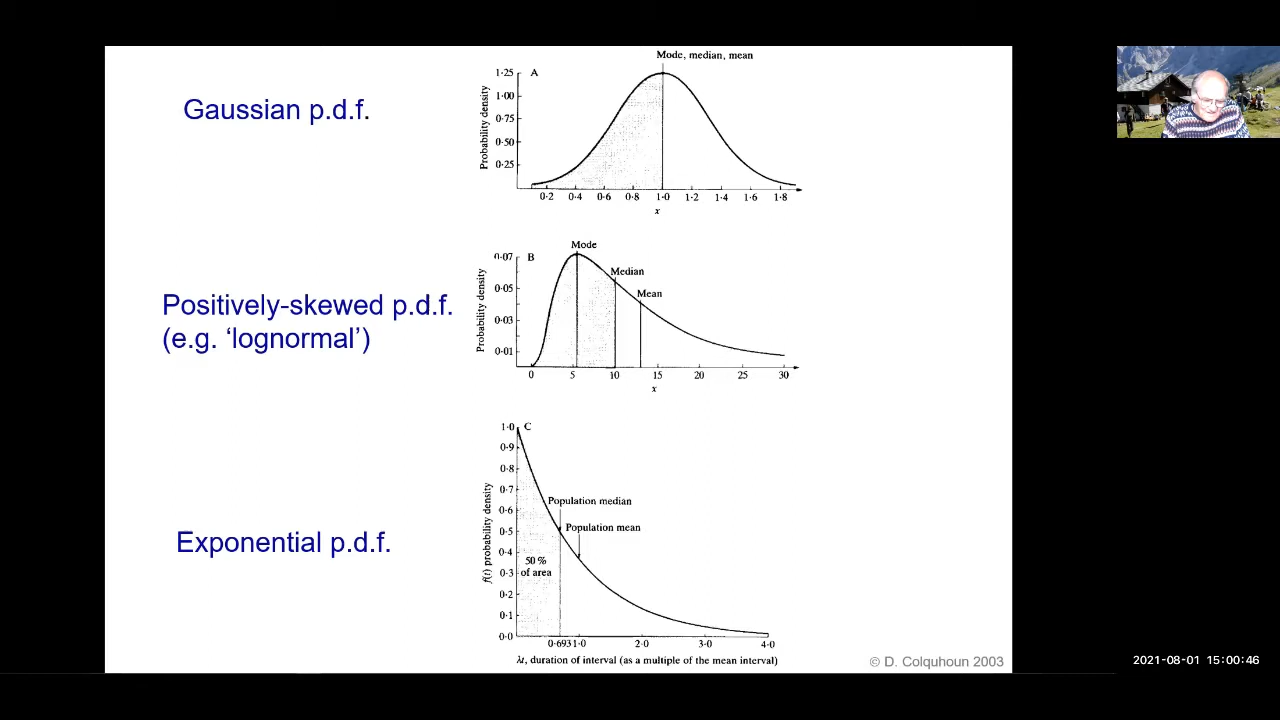 Gaussian p.d.f.
Mode, median, mean
A
Probability density
1·25
1·00
0·75
0·50
0·25
0·2 0·4 0·6 0·8 1·0 1·2 1·4 1·6 1·8
x
Positively-skewed p.d.f.
(e.g. ‘lognormal’)
Mode
B
Median
Mean
Probability density
0·07
0·05
0·03
0·01
0 5 10 15 20 25 30
x
Exponential p.d.f.
C
f(t) probability density
1·0
0·9
0·8
0·7
0·6
0·5
0·4
0·3
0·2
0·1
0·0
Population median
Population mean
50 %
of area
0·693 1·0 2·0 3·0 4·0
λt, duration of interval (as a multiple of the mean interval)
© D. Colquhoun 2003
2021-08-01 15:00:46